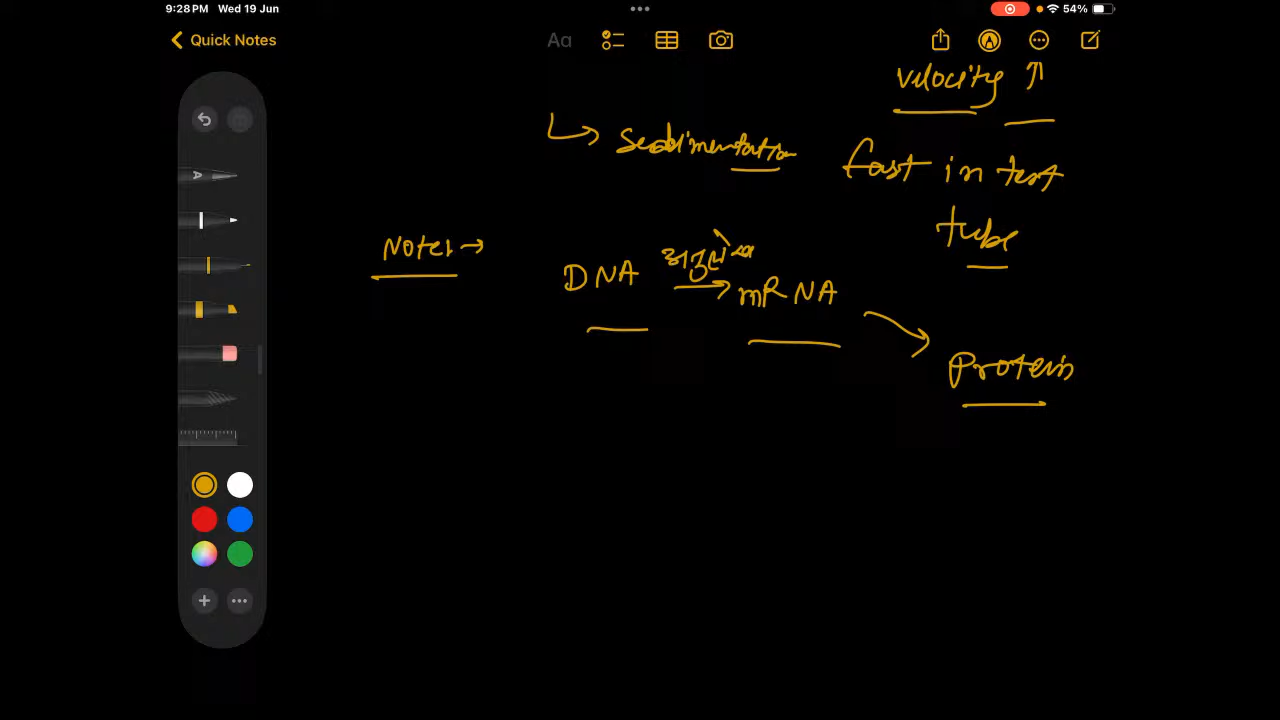 9:28 PM Wed 19 Jun
54%
Quick Notes
Aa
velocity ↑
↳ sedimentation
fast in test
tube
Notes →
DNA → mRNA
→ Protein